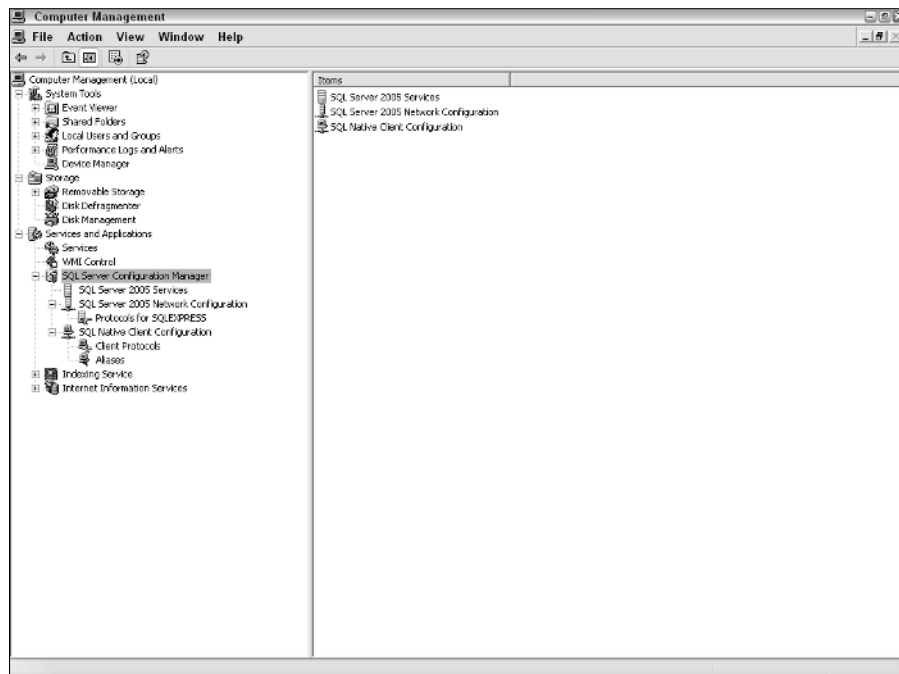 Computer Management
File Action View Window Help
Computer Management (Local)
System Tools
Event Viewer
Shared Folders
Local Users and Groups
Performance Logs and Alerts
Device Manager
Storage
Removable Storage
Disk Defragmenter
Disk Management
Services and Applications
Services
WMI Control
SQL Server Configuration Manager
SQL Server 2005 Services
SQL Server 2005 Network Configuration
Protocols for SQLEXPRESS
SQL Native Client Configuration
Client Protocols
Aliases
Indexing Service
Internet Information Services
Items
SQL Server 2005 Services
SQL Server 2005 Network Configuration
SQL Native Client Configuration